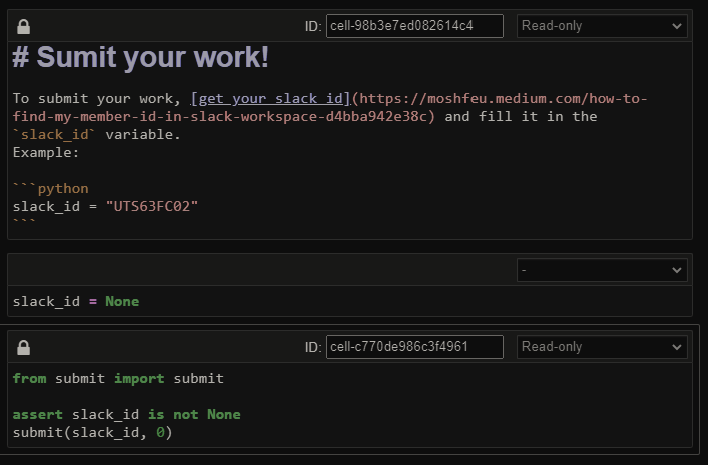 ID: cell-98b3e7ed082614c4 Read-only
# Sumit your work!
To submit your work, [get your slack id](https://moshfeu.medium.com/how-to-
find-my-member-id-in-slack-workspace-d4bba942e38c) and fill it in the
`slack_id` variable.
Example:
```python
slack_id = "UTS63FC02"
```
-
slack_id = None
ID: cell-c770de986c3f4961 Read-only
from submit import submit
assert slack_id is not None
submit(slack_id, 0)